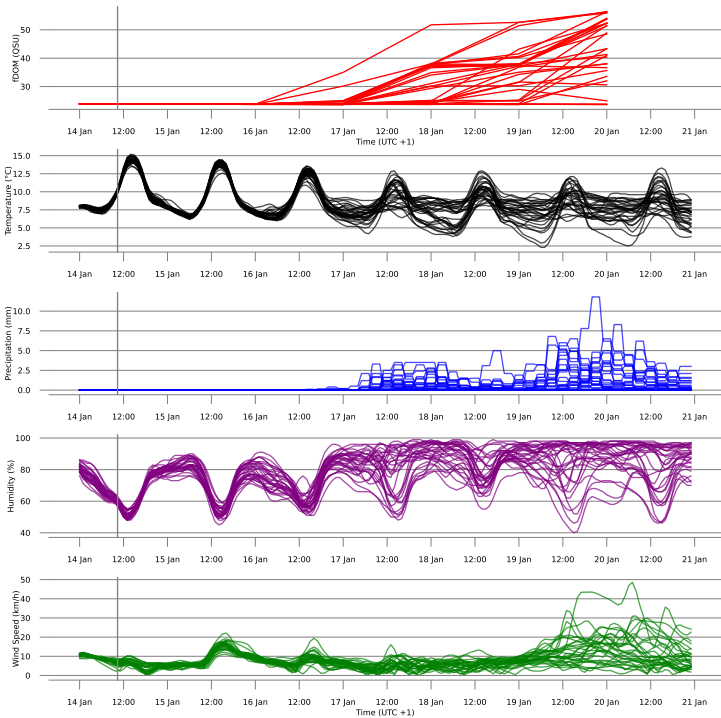 50
fDOM (QSU)
30
14 Jan 12:00 15 Jan 12:00 16 Jan 12:00 17 Jan 12:00 18 Jan 12:00 19 Jan 12:00 20 Jan 12:00 21 Jan
Time (UTC +1)
15.0
12.5
10.0
7.5
5.0
2.5
Temperature (°C)
14 Jan 12:00 15 Jan 12:00 16 Jan 12:00 17 Jan 12:00 18 Jan 12:00 19 Jan 12:00 20 Jan 12:00 21 Jan
10.0
7.5
5.0
2.5
0.0
Precipitation (mm)
14 Jan 12:00 15 Jan 12:00 16 Jan 12:00 17 Jan 12:00 18 Jan 12:00 19 Jan 12:00 20 Jan 12:00 21 Jan
100
80
60
40
Humidity (%)
14 Jan 12:00 15 Jan 12:00 16 Jan 12:00 17 Jan 12:00 18 Jan 12:00 19 Jan 12:00 20 Jan 12:00 21 Jan
50
40
30
20
10
0
Wind Speed (km/h)
14 Jan 12:00 15 Jan 12:00 16 Jan 12:00 17 Jan 12:00 18 Jan 12:00 19 Jan 12:00 20 Jan 12:00 21 Jan
Time (UTC +1)